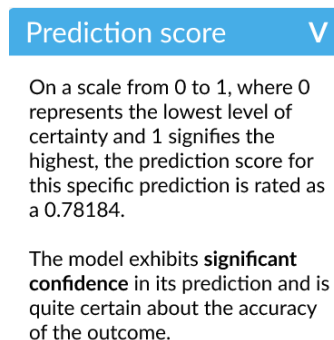 Prediction score V
On a scale from 0 to 1, where 0
represents the lowest level of
certainty and 1 signifies the
highest, the prediction score for
this specific prediction is rated as
a 0.78184.
The model exhibits significant
confidence in its prediction and is
quite certain about the accuracy
of the outcome.